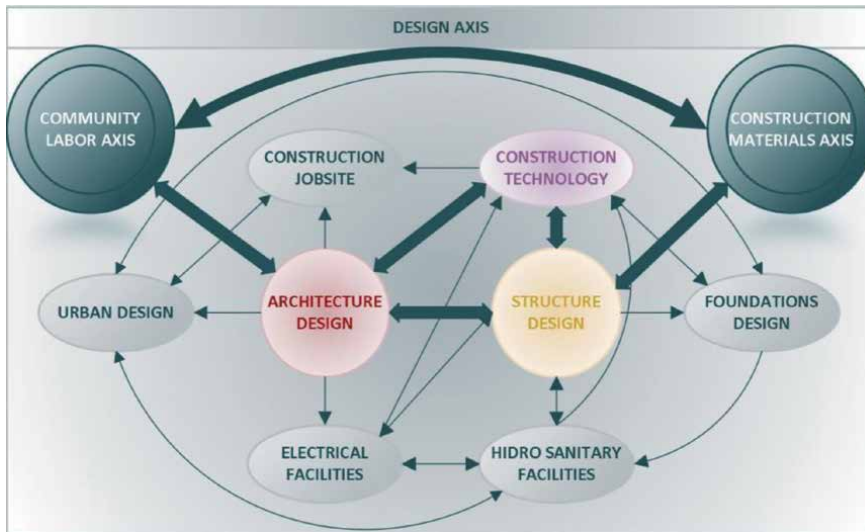 DESIGN AXIS
COMMUNITY
LABOR AXIS
CONSTRUCTION
MATERIALS AXIS
CONSTRUCTION
JOBSITE
CONSTRUCTION
TECHNOLOGY
URBAN DESIGN
ARCHITECTURE
DESIGN
STRUCTURE
DESIGN
FOUNDATIONS
DESIGN
ELECTRICAL
FACILITIES
HIDRO SANITARY
FACILITIES